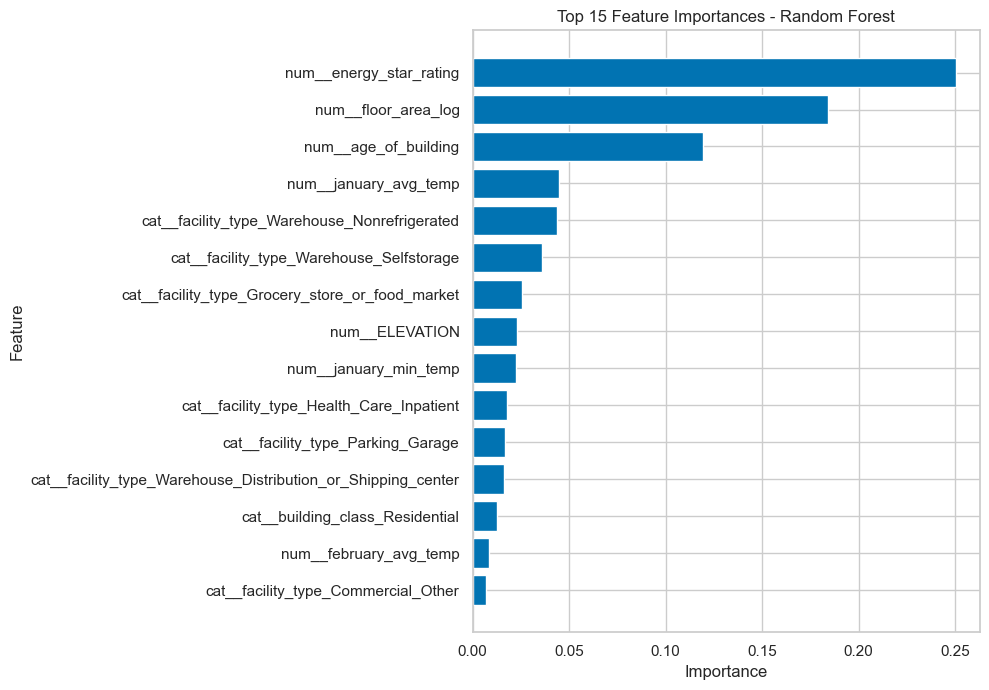 Top 15 Feature Importances - Random Forest
Feature
num__energy_star_rating
num__floor_area_log
num__age_of_building
num__january_avg_temp
cat__facility_type_Warehouse_Nonrefrigerated
cat__facility_type_Warehouse_Selfstorage
cat__facility_type_Grocery_store_or_food_market
num__ELEVATION
num__january_min_temp
cat__facility_type_Health_Care_Inpatient
cat__facility_type_Parking_Garage
cat__facility_type_Warehouse_Distribution_or_Shipping_center
cat__building_class_Residential
num__february_avg_temp
cat__facility_type_Commercial_Other
0.00 0.05 0.10 0.15 0.20 0.25
Importance